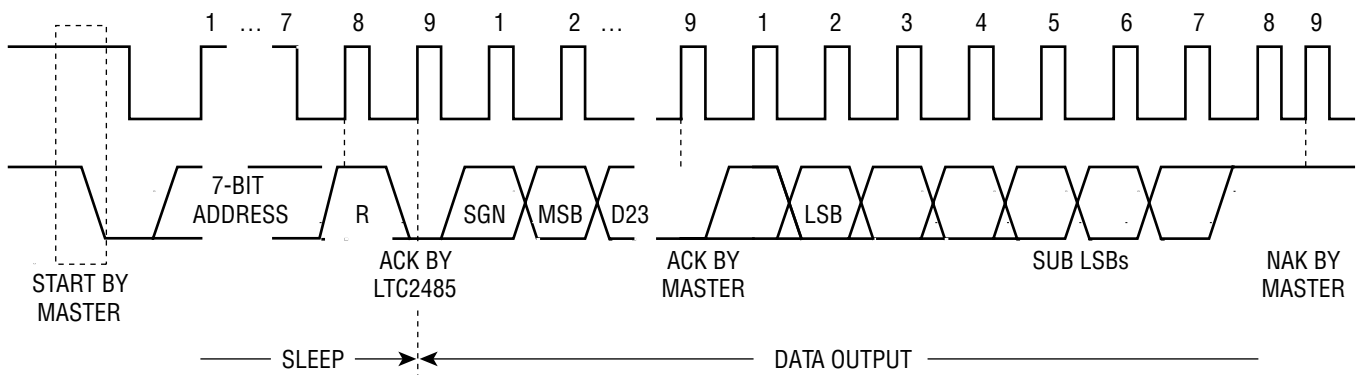 1 … 7 8 9 1 2 … 9 1 2 3 4 5 6 7 8 9
7-BIT
ADDRESS
R
SGN
MSB
D23
LSB
START BY
MASTER
ACK BY
LTC2485
ACK BY
MASTER
SUB LSBs
NAK BY
MASTER
SLEEP
DATA OUTPUT